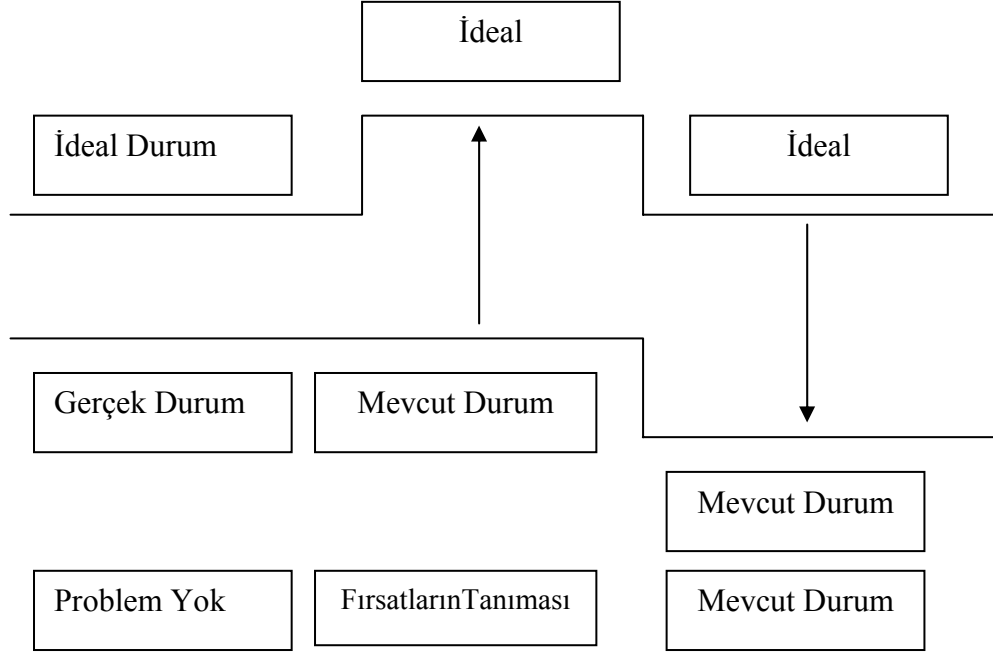 İdeal
İdeal Durum
İdeal
Gerçek Durum
Mevcut Durum
Mevcut Durum
Problem Yok
FırsatlarınTanıması
Mevcut Durum